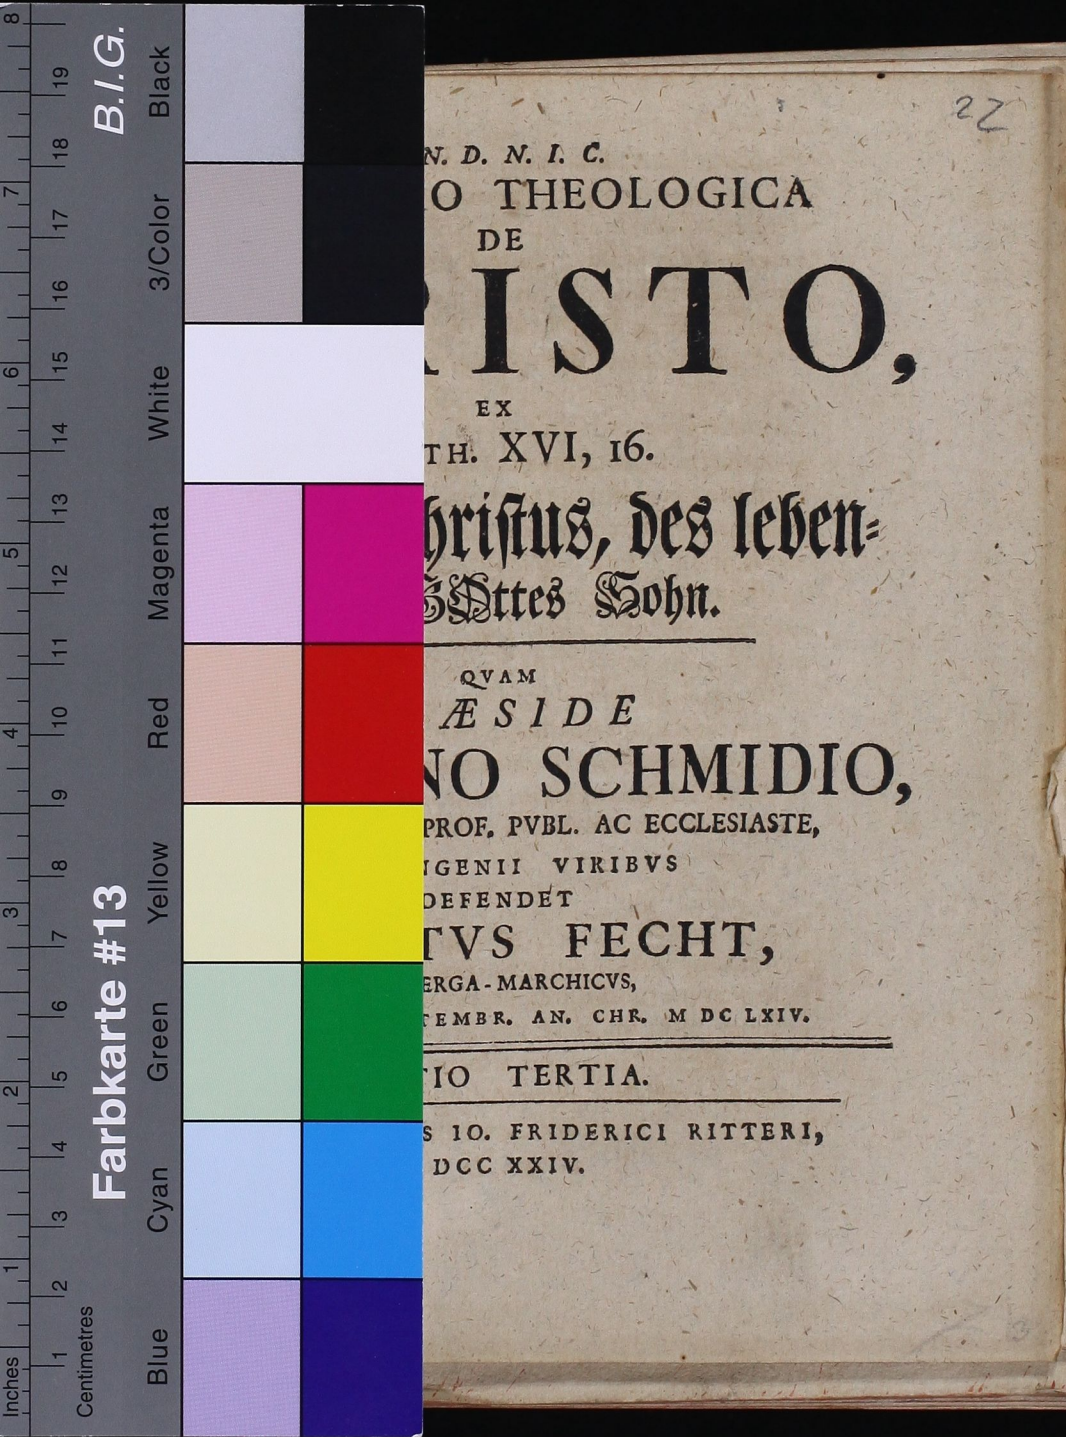 22
N. D. N. I. C.
O THEOLOGICA
DE
RISTO,
EX
TH. XVI, 16.
hriſtus, des leben⸗
GOttes Sohn.
QVAM
ÆSIDE
NO SCHMIDIO,
PROF. PVBL. AC ECCLESIASTE,
NGENII VIRIBVS
DEFENDET
TVS FECHT,
ERGA-MARCHICVS,
TEMBR. AN. CHR. M DC LXIV.
TIO TERTIA.
S IO. FRIDERICI RITTERI,
DCC XXIV.
Farbkarte #13
B.I.G.
Blue
Cyan
Green
Yellow
Red
Magenta
White
3/Color
Black
Centimetres
1 2 3 4 5 6 7 8 9 10 11 12 13 14 15 16 17 18 19
Inches
1 2 3 4 5 6 7 8